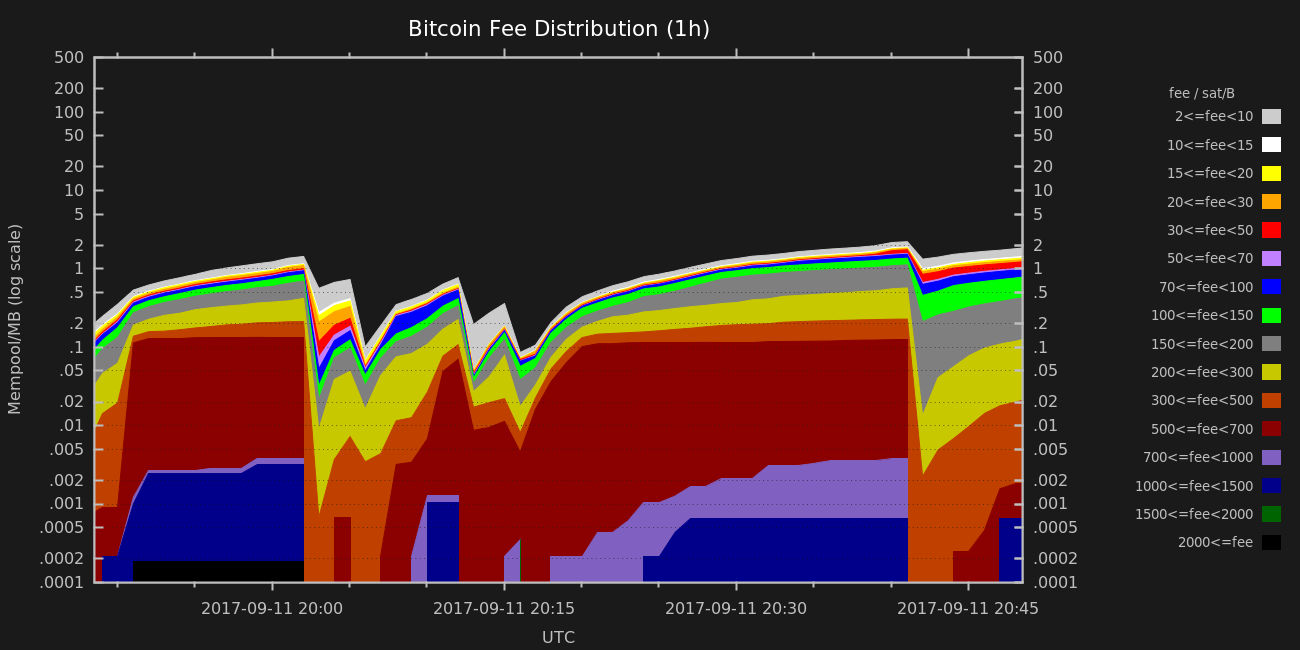 Bitcoin Fee Distribution (1h)
Mempool/MB (log scale)
500
200
100
50
20
10
5
2
1
.5
.2
.1
.05
.02
.01
.005
.002
.001
.0005
.0002
.0001
500
200
100
50
20
10
5
2
1
.5
.2
.1
.05
.02
.01
.005
.002
.001
.0005
.0002
.0001
2017-09-11 20:00
2017-09-11 20:15
2017-09-11 20:30
2017-09-11 20:45
UTC
fee / sat/B
2<=fee<10
10<=fee<15
15<=fee<20
20<=fee<30
30<=fee<50
50<=fee<70
70<=fee<100
100<=fee<150
150<=fee<200
200<=fee<300
300<=fee<500
500<=fee<700
700<=fee<1000
1000<=fee<1500
1500<=fee<2000
2000<=fee